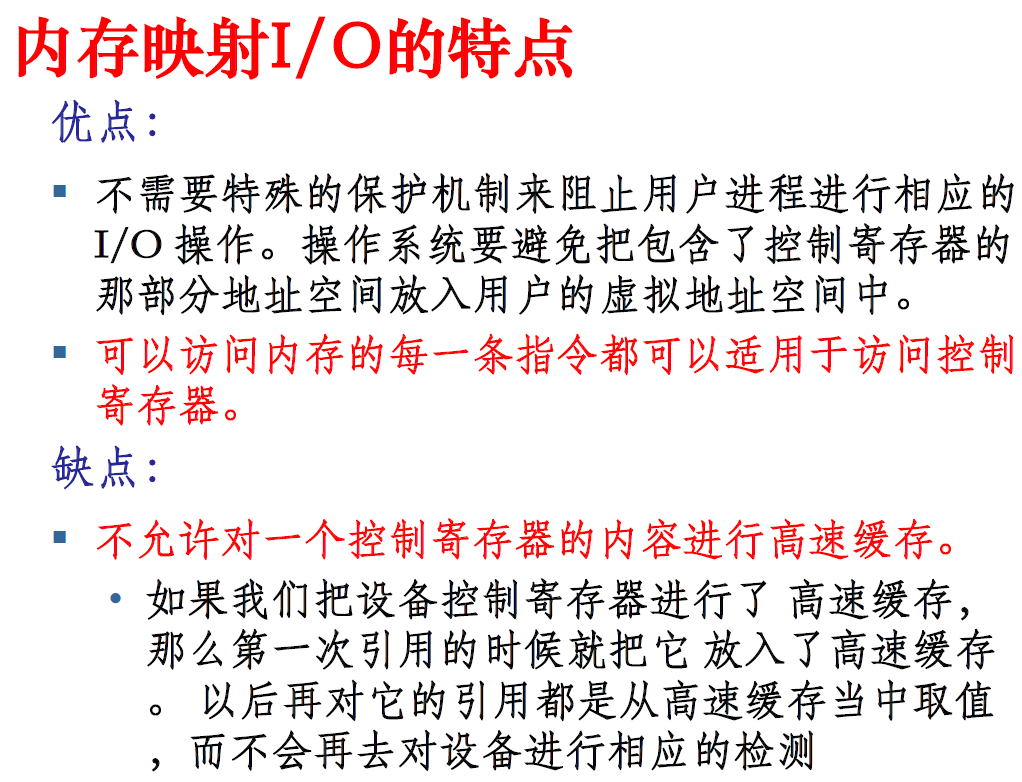 内存映射I/O的特点
优点：
▪ 不需要特殊的保护机制来阻止用户进程进行相应的
I/O 操作。操作系统要避免把包含了控制寄存器的
那部分地址空间放入用户的虚拟地址空间中。
▪ 可以访问内存的每一条指令都可以适用于访问控制
寄存器。
缺点：
▪ 不允许对一个控制寄存器的内容进行高速缓存。
• 如果我们把设备控制寄存器进行了 高速缓存，
那么第一次引用的时候就把它 放入了高速缓存
。 以后再对它的引用都是从高速缓存当中取值
，而不会再去对设备进行相应的检测